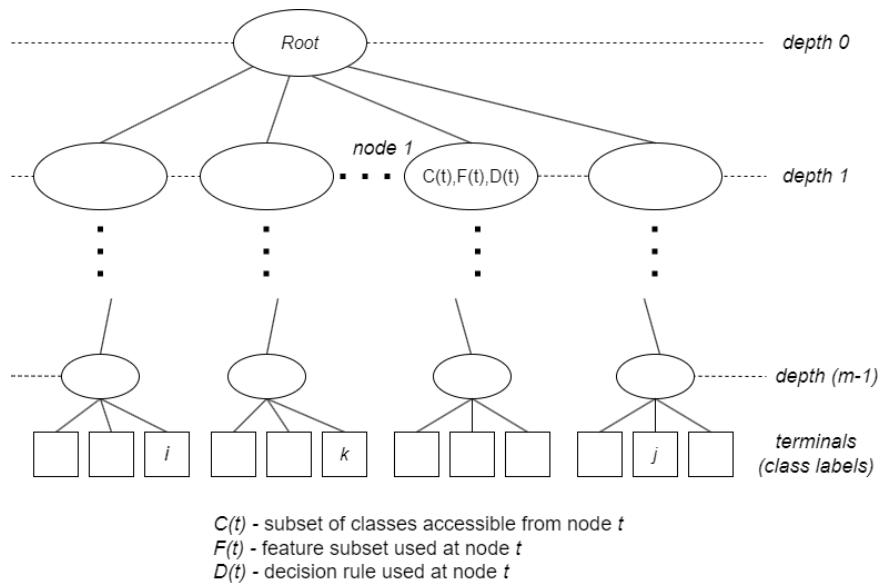 Root
depth 0
node 1
C(t),F(t),D(t)
depth 1
depth (m-1)
i
k
j
terminals
(class labels)
C(t) - subset of classes accessible from node t
F(t) - feature subset used at node t
D(t) - decision rule used at node t